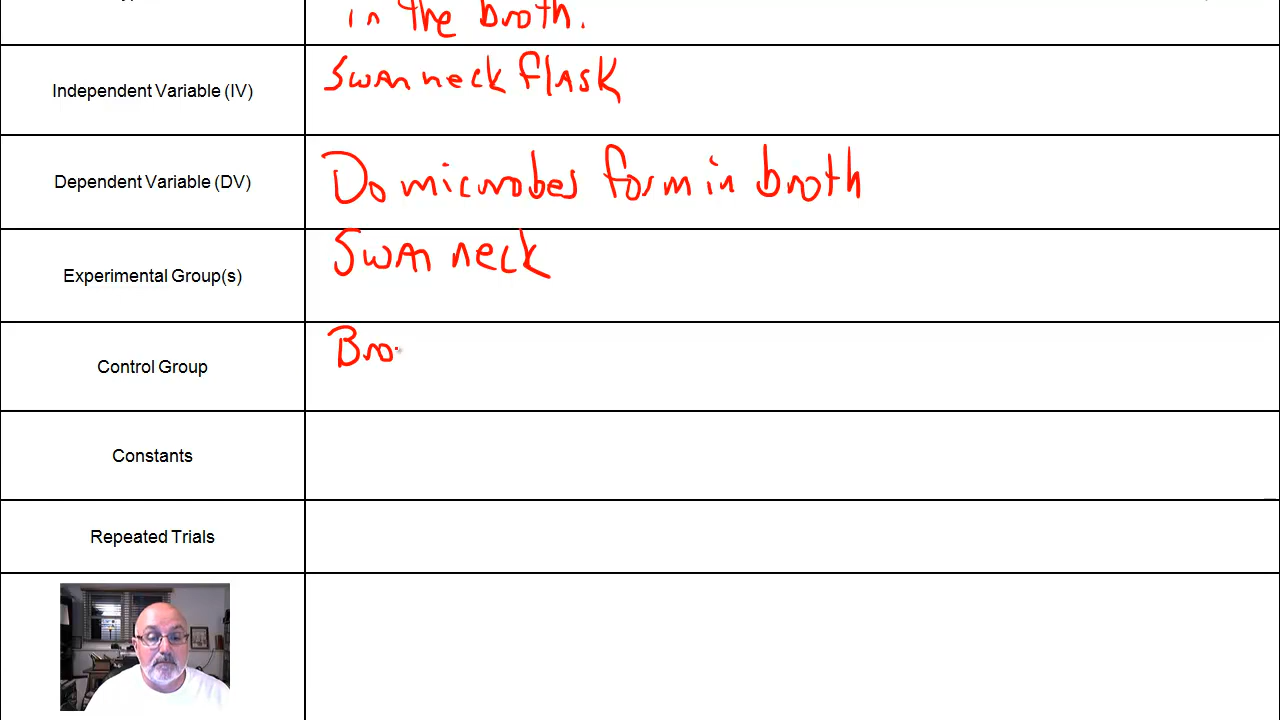 in the broth.
Independent Variable (IV)
Swan neck flask
Dependent Variable (DV)
Do microbes form in broth
Experimental Group(s)
Swan neck
Control Group
Bro
Constants
Repeated Trials